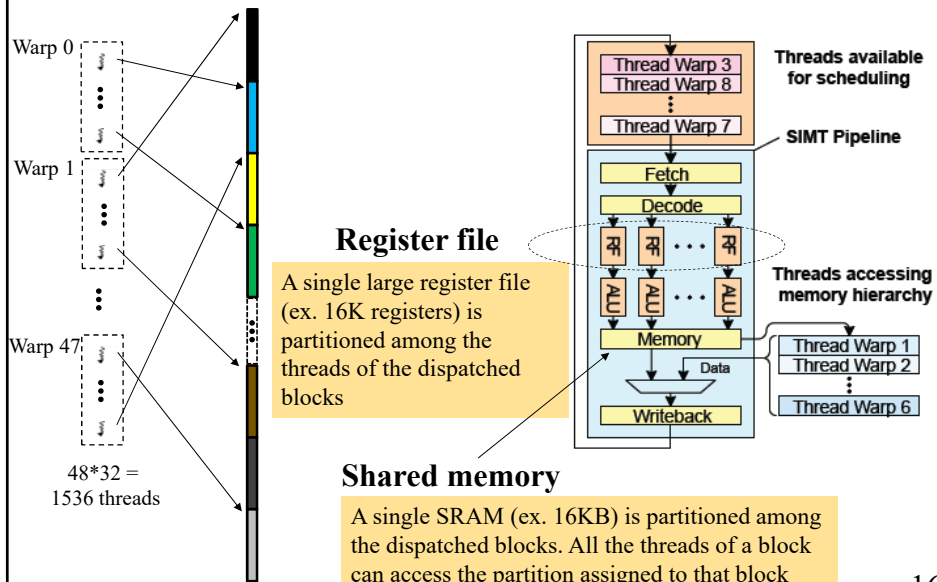 Warp 0
Warp 1
Warp 47
48*32 =
1536 threads
Register file
A single large register file
(ex. 16K registers) is
partitioned among the
threads of the dispatched
blocks
Shared memory
A single SRAM (ex. 16KB) is partitioned among
the dispatched blocks. All the threads of a block
can access the partition assigned to that block
Thread Warp 3
Thread Warp 8
Thread Warp 7
Threads available
for scheduling
SIMT Pipeline
Fetch
Decode
RF RF RF
ALU ALU ALU
Memory
Data
Writeback
Threads accessing
memory hierarchy
Thread Warp 1
Thread Warp 2
Thread Warp 6